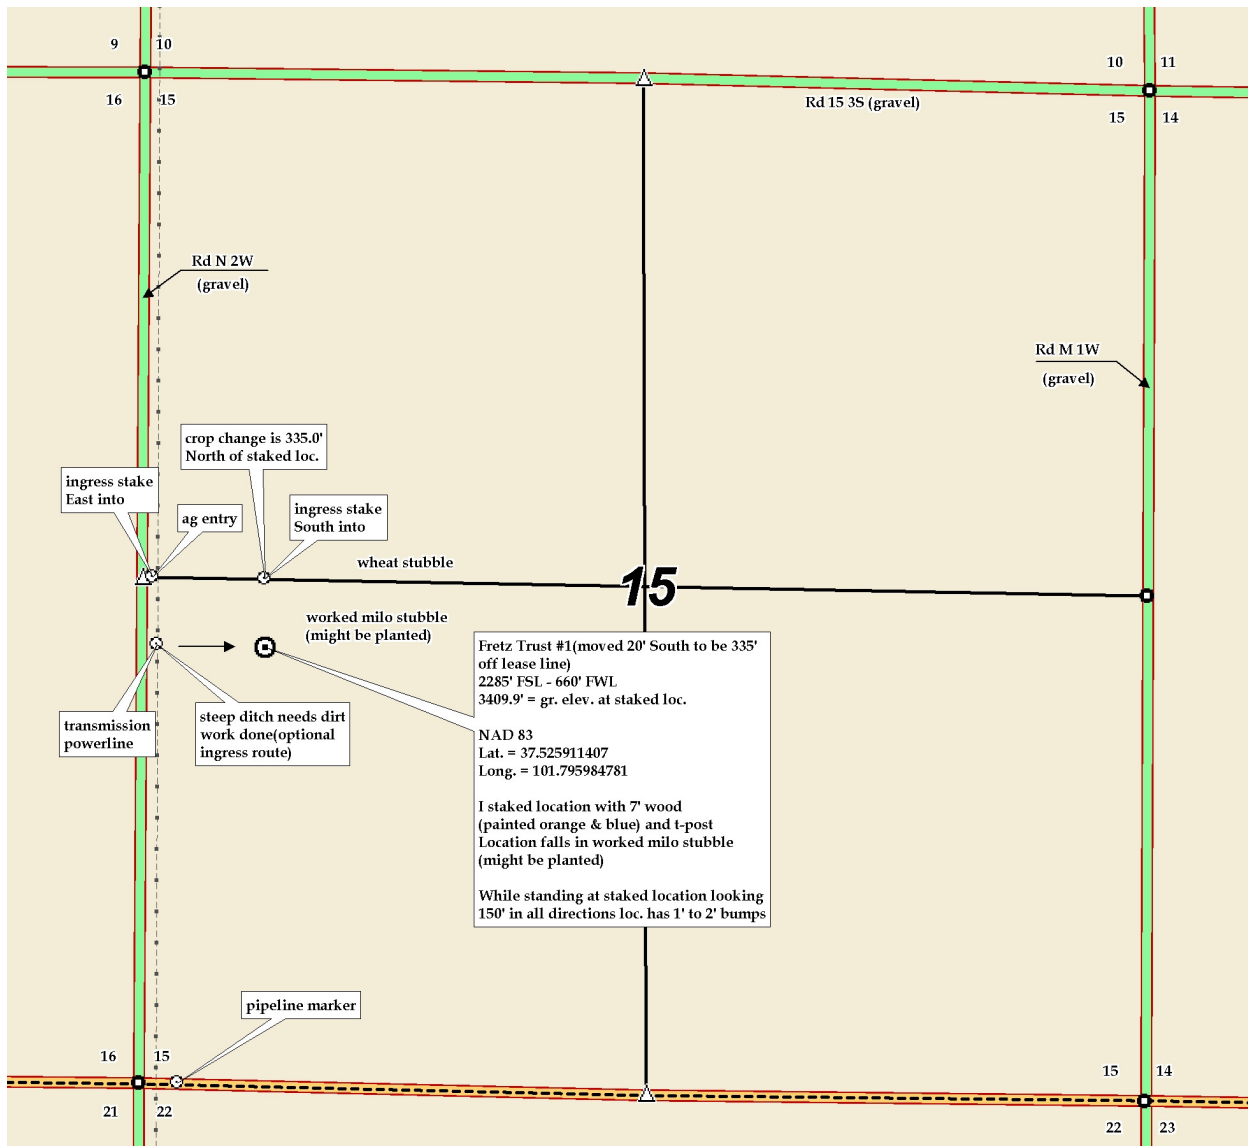 9 10
10 11
16 15
Rd 15 3S (gravel)
15 14
Rd N 2W
(gravel)
Rd M 1W
(gravel)
crop change is 335.0'
North of staked loc.
ingress stake
East into
ag entry
ingress stake
South into
wheat stubble
15
worked milo stubble
(might be planted)
Fretz Trust #1(moved 20' South to be 335'
off lease line)
2285' FSL - 660' FWL
3409.9' = gr. elev. at staked loc.
NAD 83
Lat. = 37.525911407
Long. = 101.795984781
I staked location with 7' wood
(painted orange & blue) and t-post
Location falls in worked milo stubble
(might be planted)
While standing at staked location looking
150' in all directions loc. has 1' to 2' bumps
transmission
powerline
steep ditch needs dirt
work done(optional
ingress route)
pipeline marker
16 15
15 14
21 22
22 23